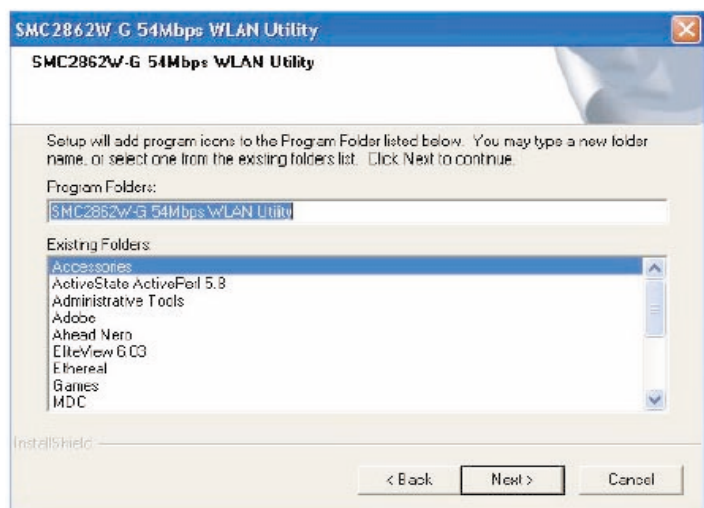 SMC2862W-G 54Mbps WLAN Utility
SMC2862W-G 54Mbps WLAN Utility
Setup will add program icons to the Program Folder listed below. You may type a new folder
name, or select one from the existing folders list. Click Next to continue.
Program Folders:
SMC2862W-G 54Mbps WLAN Utility
Existing Folders:
Accessories
ActiveState ActivePerl 5.8
Administrative Tools
Adobe
Ahead Nero
EliteView 6.03
Ethereal
Games
MDC
InstallShield
< Back
Next >
Cancel